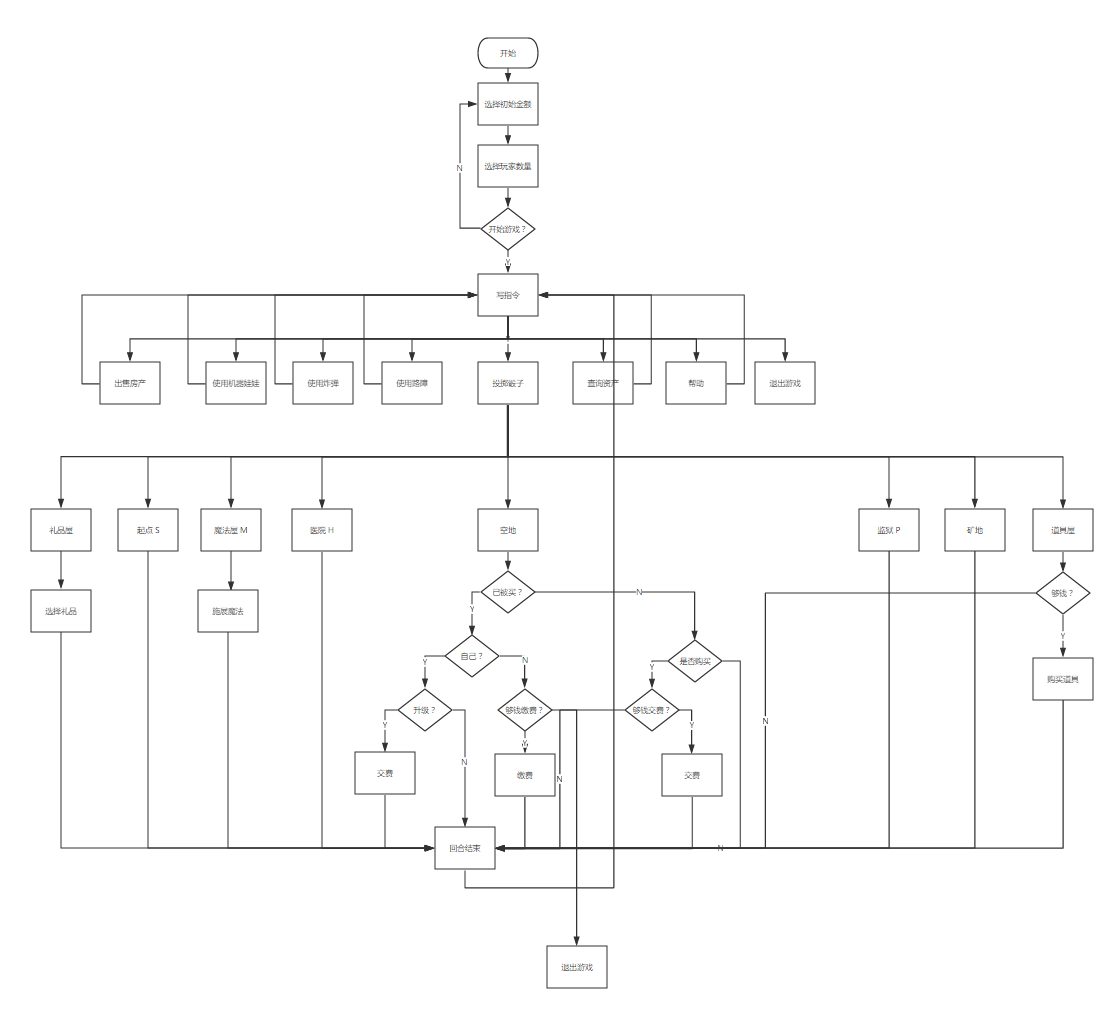 开始
选择初始金额
选择玩家数量
N
开始游戏？
Y
写指令
出售房产
使用机器娃娃
使用炸弹
使用路障
投掷骰子
查询资产
帮助
退出游戏
礼品屋
起点 S
魔法屋 M
医院 H
空地
监狱 P
矿地
道具屋
选择礼品
施展魔法
已被买？
N
够钱？
Y
Y
自己？
是否购买
Y
N
Y
购买道具
升级？
够钱缴费？
够钱交费？
Y
N
Y
Y
N
交费
缴费
N
交费
回合结束
N
退出游戏